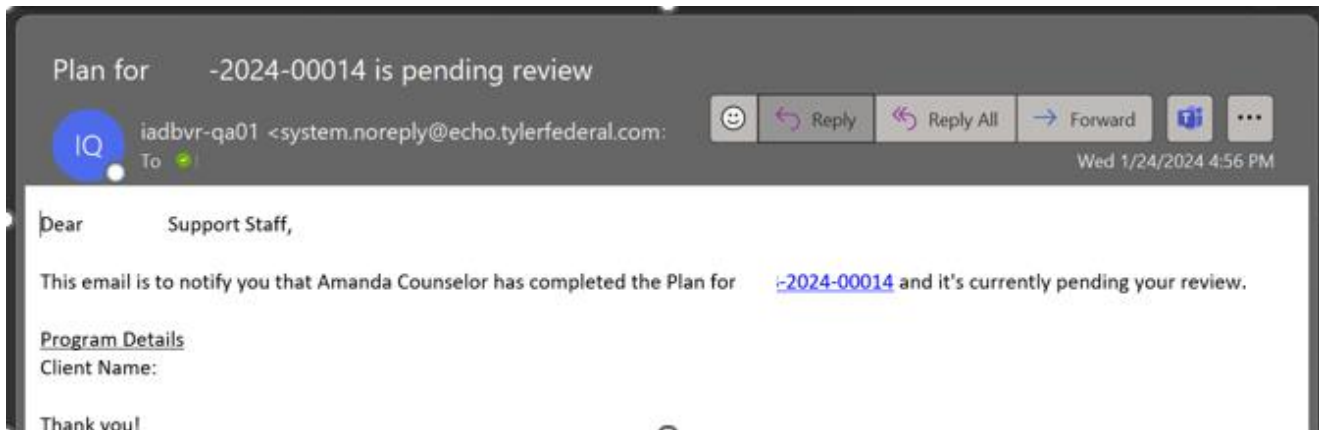 Plan for -2024-00014 is pending review
IQ
iadbvr-qa01 <system.noreply@echo.tylerfederal.com:
Reply
Reply All
Forward
To
Wed 1/24/2024 4:56 PM
Dear Support Staff,
This email is to notify you that Amanda Counselor has completed the Plan for -2024-00014 and it's currently pending your review.
Program Details
Client Name:
Thank you!